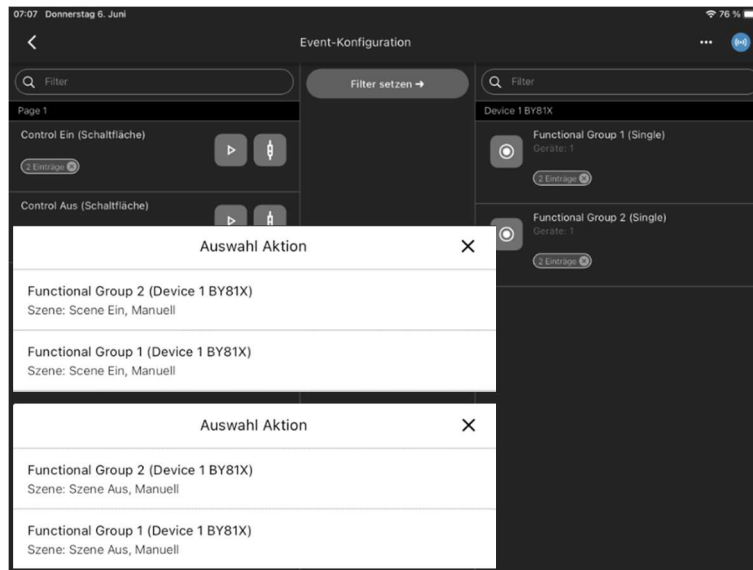 07:07 Donnerstag 6. Juni
76 %
Event-Konfiguration
Filter
Page 1
Control Ein (Schaltfläche)
2 Einträge
Control Aus (Schaltfläche)
Filter setzen
Filter
Device 1 BY81X
Functional Group 1 (Single)
Geräte: 1
2 Einträge
Functional Group 2 (Single)
Geräte: 1
2 Einträge
Auswahl Aktion
Functional Group 2 (Device 1 BY81X)
Szene: Scene Ein, Manuell
Functional Group 1 (Device 1 BY81X)
Szene: Scene Ein, Manuell
Auswahl Aktion
Functional Group 2 (Device 1 BY81X)
Szene: Szene Aus, Manuell
Functional Group 1 (Device 1 BY81X)
Szene: Szene Aus, Manuell